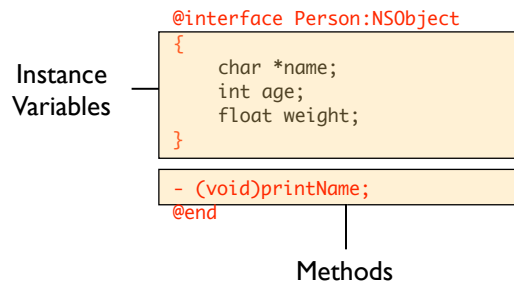 @interface Person:NSObject
{
Instance
Variables
char *name;
int age;
float weight;
}
- (void)printName;
@end
Methods